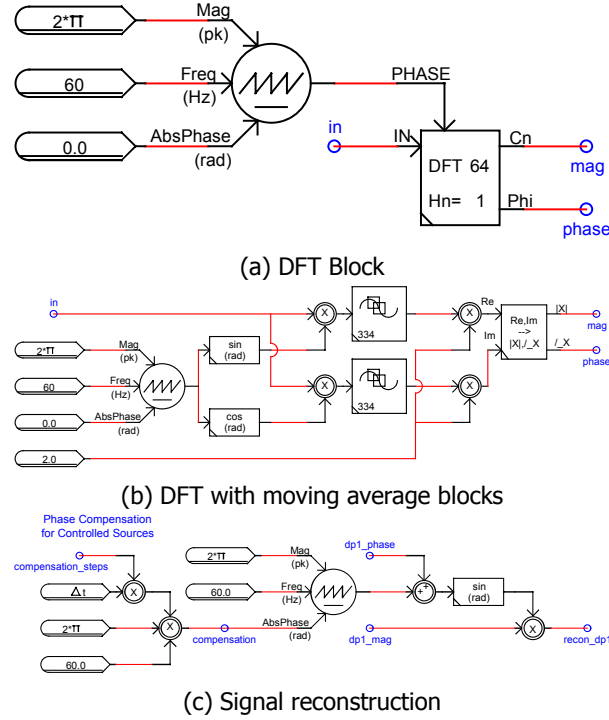 2*Π
Mag
(pk)
60
Freq
(Hz)
PHASE
0.0
AbsPhase
(rad)
in
IN
DFT 64
Hn= 1
Cn
mag
Phi
phase
(a) DFT Block
in
2*Π
Mag
(pk)
60
Freq
(Hz)
0.0
AbsPhase
(rad)
2.0
sin
(rad)
cos
(rad)
X
X
334
334
X
X
Re
Im
Re,Im
-->
|X|,/_X
|X|
mag
/_X
phase
(b) DFT with moving average blocks
Phase Compensation
for Controlled Sources
compensation_steps
Δt
X
2*Π
X
60.0
compensation
2*Π
Mag
(pk)
60.0
Freq
(Hz)
AbsPhase
(rad)
dp1_phase
+
+
sin
(rad)
dp1_mag
X
recon_dp1
(c) Signal reconstruction